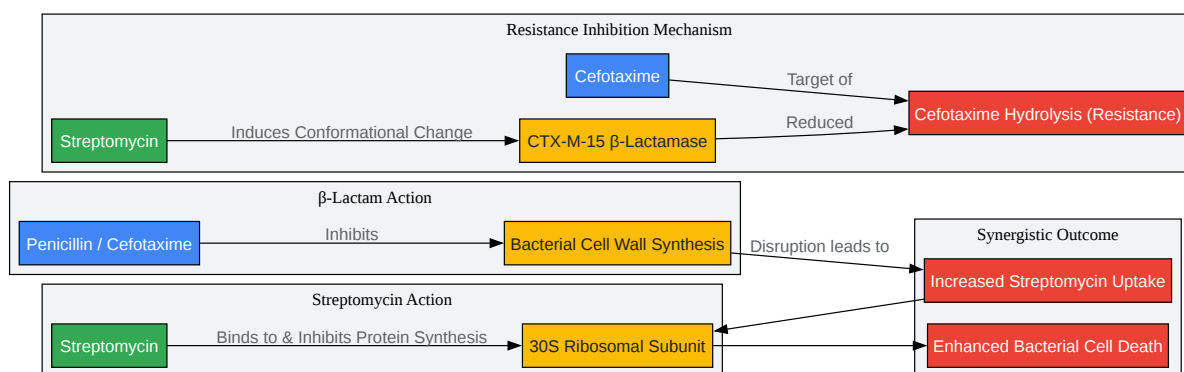 Resistance Inhibition Mechanism
Cefotaxime
Target of
Cefotaxime Hydrolysis (Resistance)
Streptomycin
Induces Conformational Change
CTX-M-15 β-Lactamase
Reduced
β-Lactam Action
Penicillin / Cefotaxime
Inhibits
Bacterial Cell Wall Synthesis
Disruption leads to
Synergistic Outcome
Increased Streptomycin Uptake
Streptomycin Action
Streptomycin
Binds to & Inhibits Protein Synthesis
30S Ribosomal Subunit
Enhanced Bacterial Cell Death